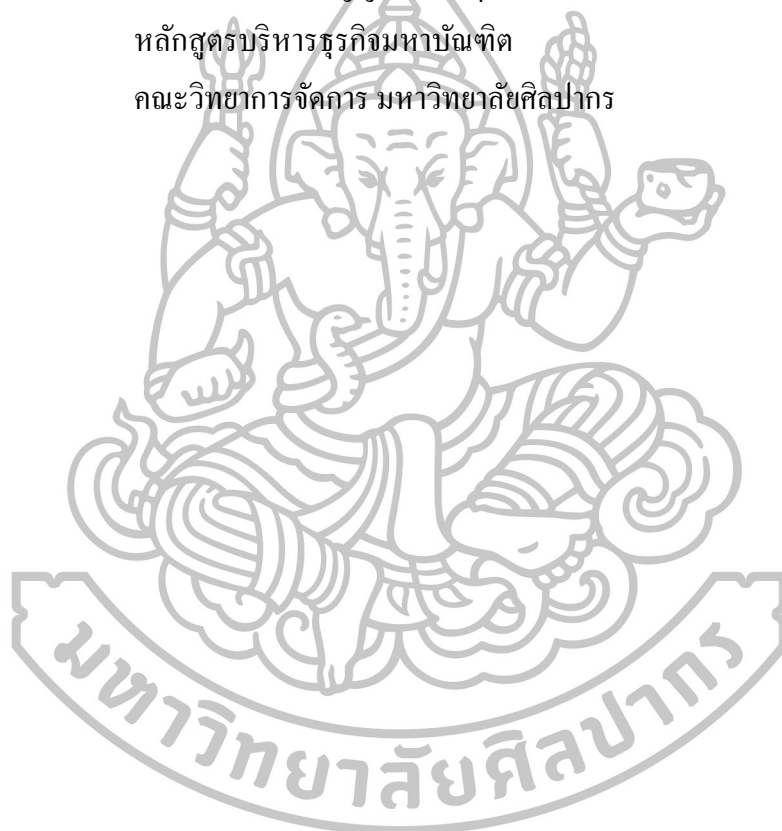 หลักสูตรบริหารธุรกิจมหาบัณฑิต
คณะวิทยาการจัดการ มหาวิทยาลัยศิลปากร
มหาวิทยาลัยศิลปากร